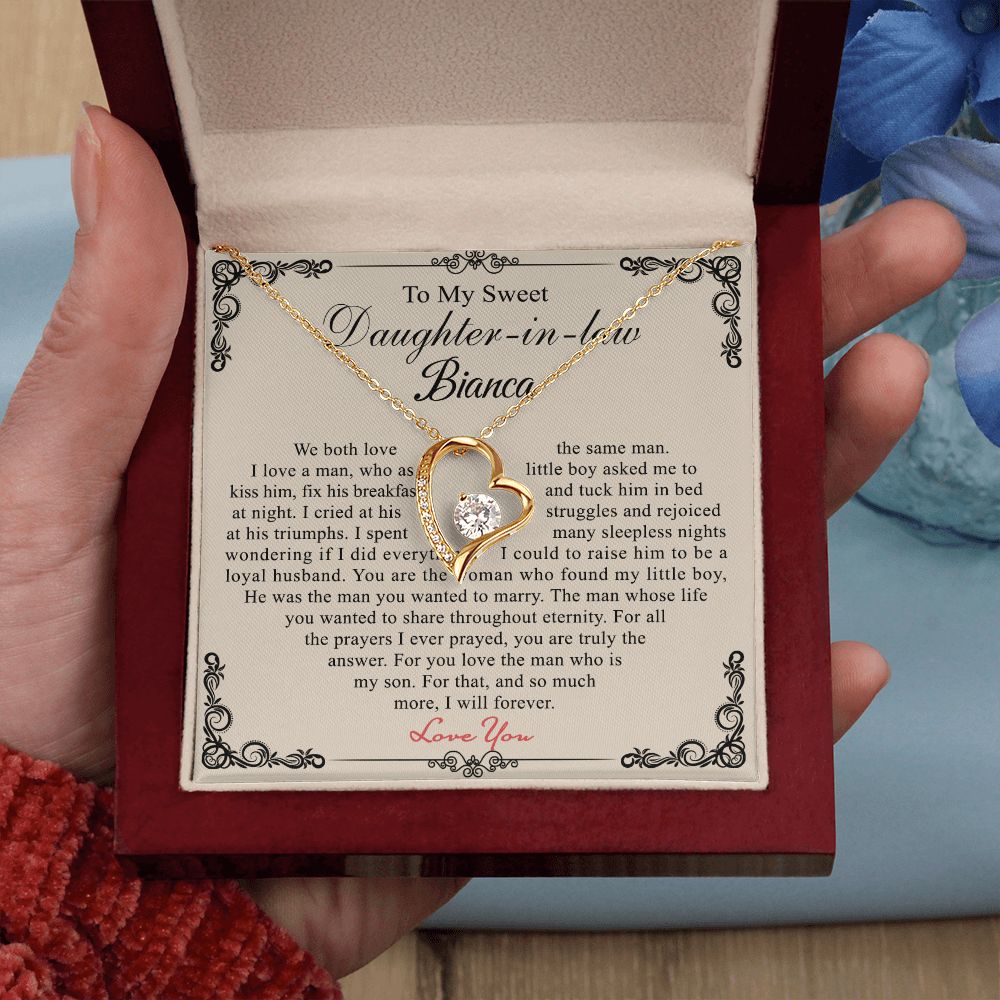 To My Sweet
Daughter-in-law
Bianca
We both love the same man.
I love a man, who as little boy asked me to
kiss him, fix his breakfas and tuck him in bed
at night. I cried at his struggles and rejoiced
at his triumphs. I spent many sleepless nights
wondering if I did everyth I could to raise him to be a
loyal husband. You are the woman who found my little boy,
He was the man you wanted to marry. The man whose life
you wanted to share throughout eternity. For all
the prayers I ever prayed, you are truly the
answer. For you love the man who is
my son. For that, and so much
more, I will forever.
Love You